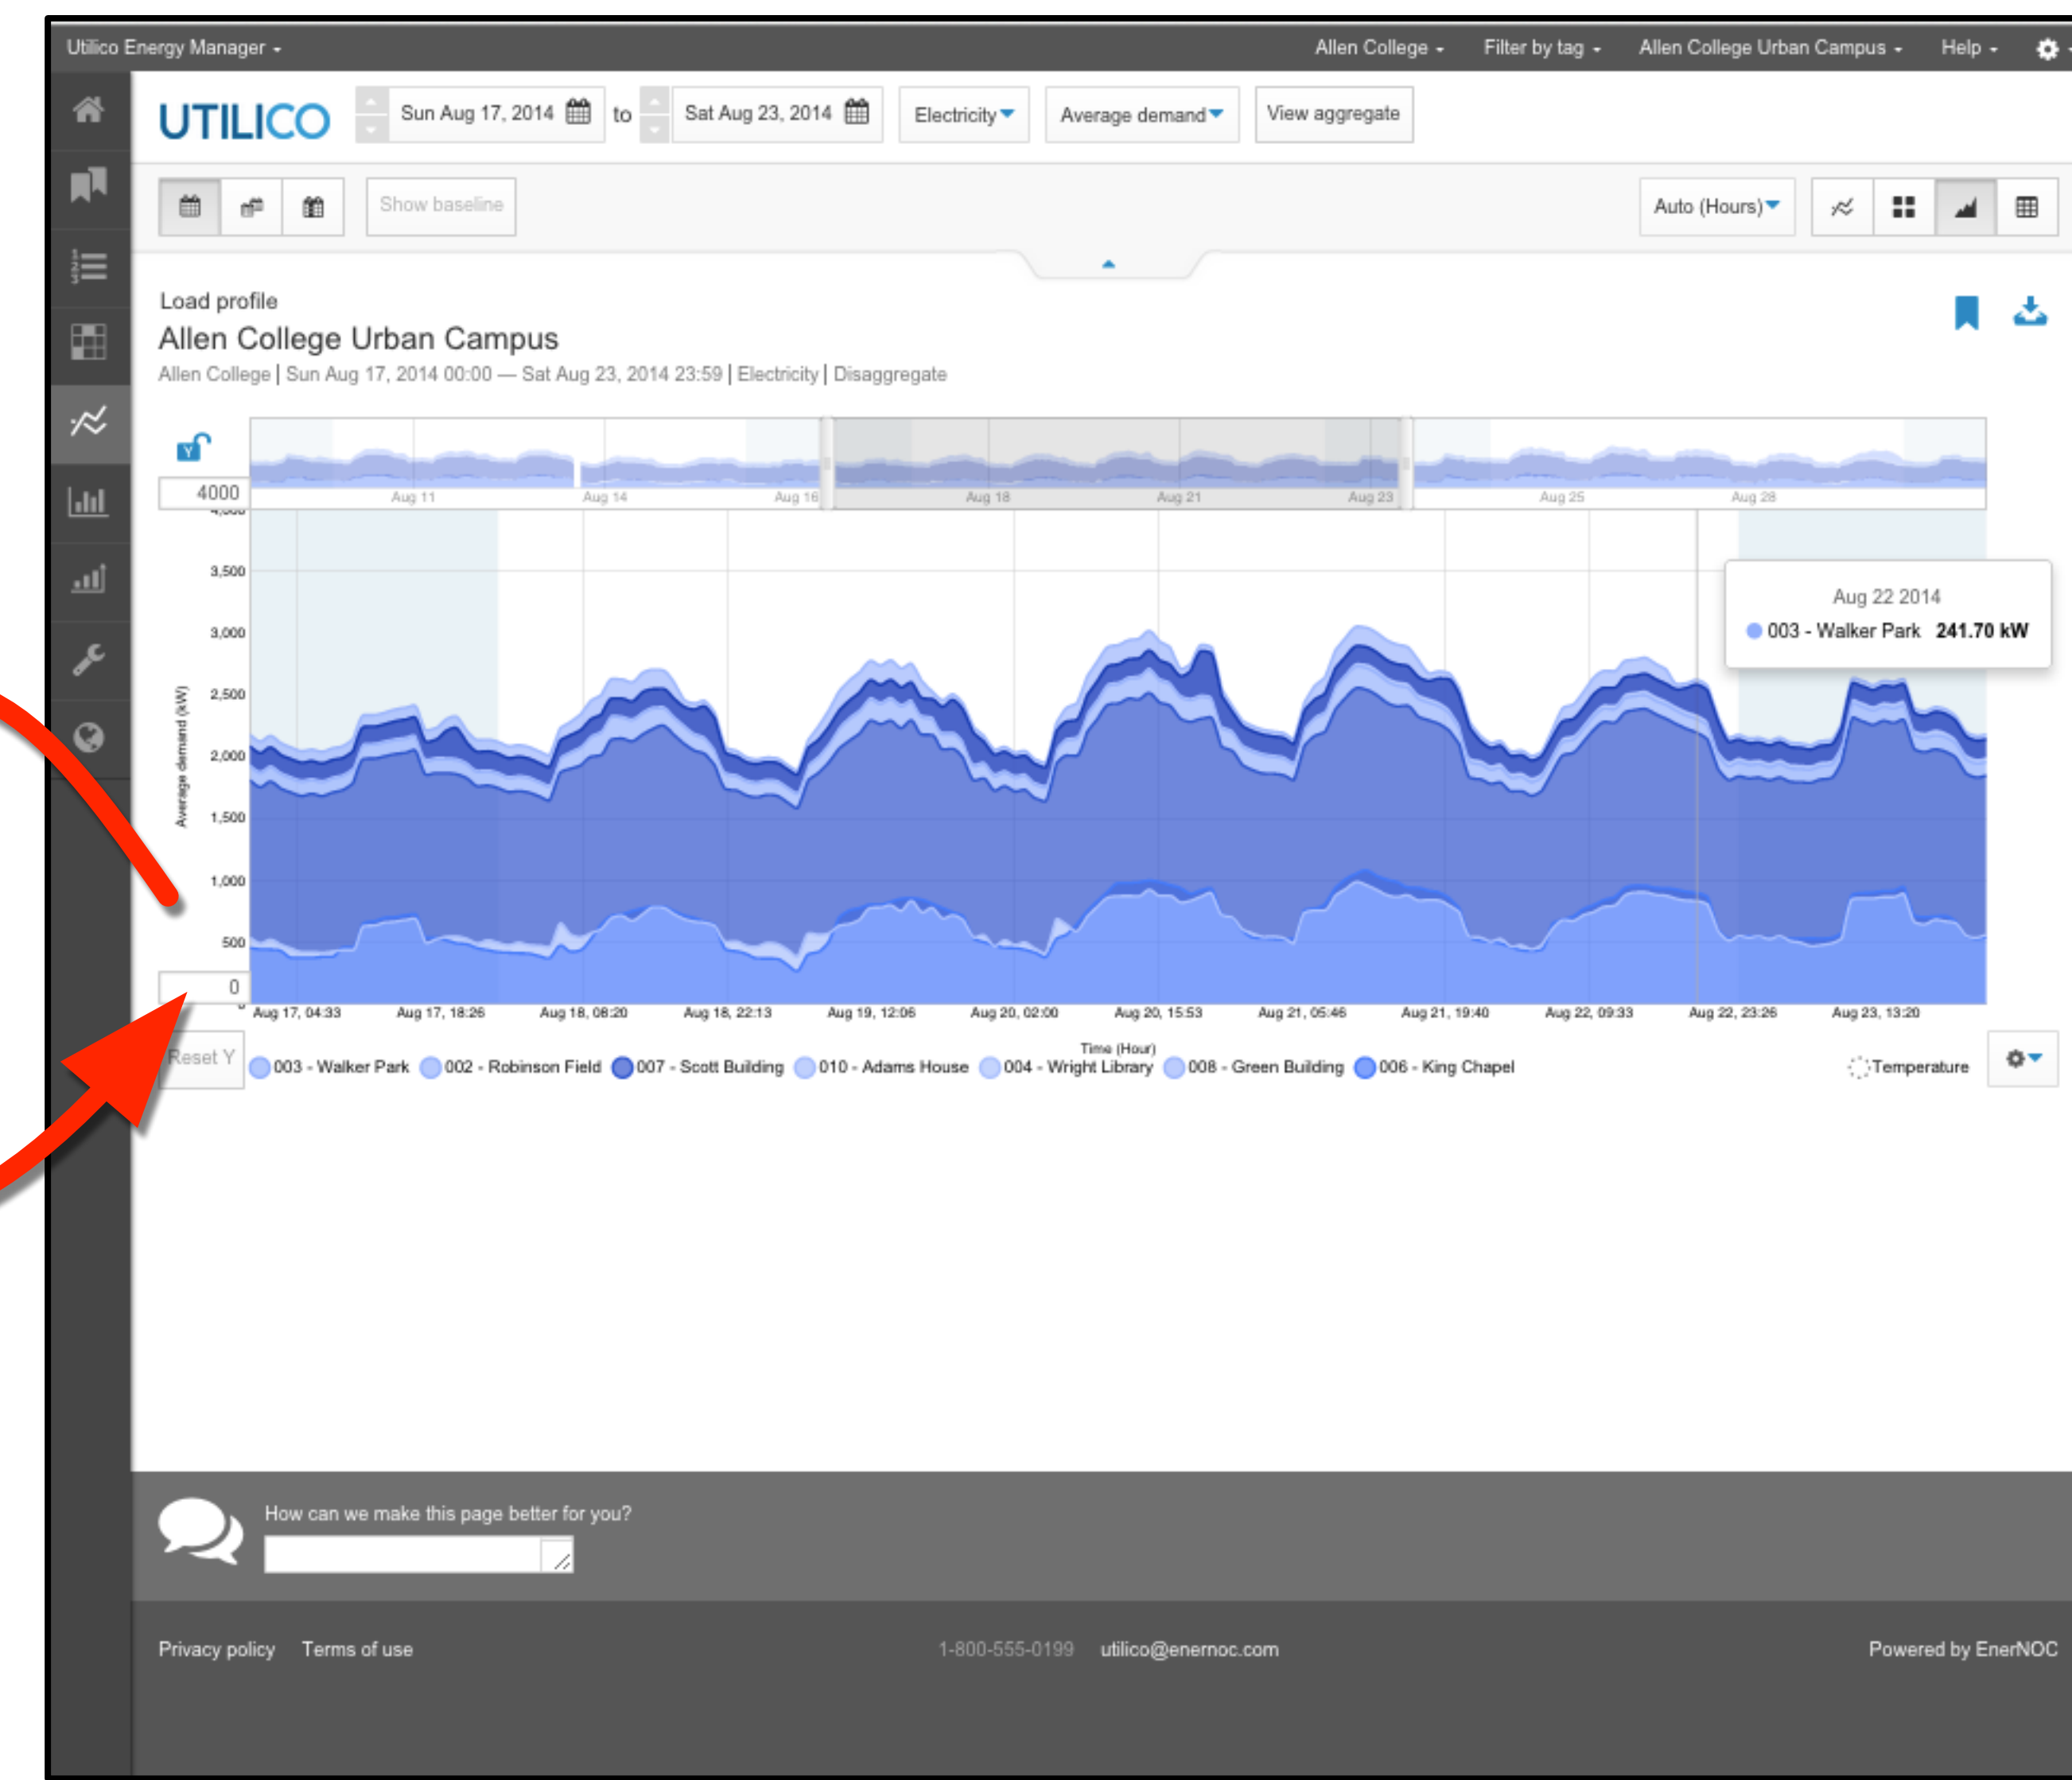 Utilico Energy Manager
Allen College
Filter by tag
Allen College Urban Campus
Help
UTILICO
Sun Aug 17, 2014
to
Sat Aug 23, 2014
Electricity
Average demand
View aggregate
Show baseline
Auto (Hours)
Load profile
Allen College Urban Campus
Allen College | Sun Aug 17, 2014 00:00 — Sat Aug 23, 2014 23:59 | Electricity | Disaggregate
Y
4000
Aug 11
Aug 14
Aug 16
Aug 18
Aug 21
Aug 23
Aug 25
Aug 28
4,000
3,500
3,000
2,500
2,000
1,500
1,000
500
0
Average demand (kW)
Aug 22 2014
003 - Walker Park 241.70 kW
Aug 17, 04:33
Aug 17, 18:26
Aug 18, 08:20
Aug 18, 22:13
Aug 19, 12:06
Aug 20, 02:00
Aug 20, 15:53
Aug 21, 05:46
Aug 21, 19:40
Aug 22, 09:33
Aug 22, 23:26
Aug 23, 13:20
Time (Hour)
Reset Y
003 - Walker Park
002 - Robinson Field
007 - Scott Building
010 - Adams House
004 - Wright Library
008 - Green Building
006 - King Chapel
Temperature
How can we make this page better for you?
Privacy policy
Terms of use
1-800-555-0199
utilico@enernoc.com
Powered by EnerNOC